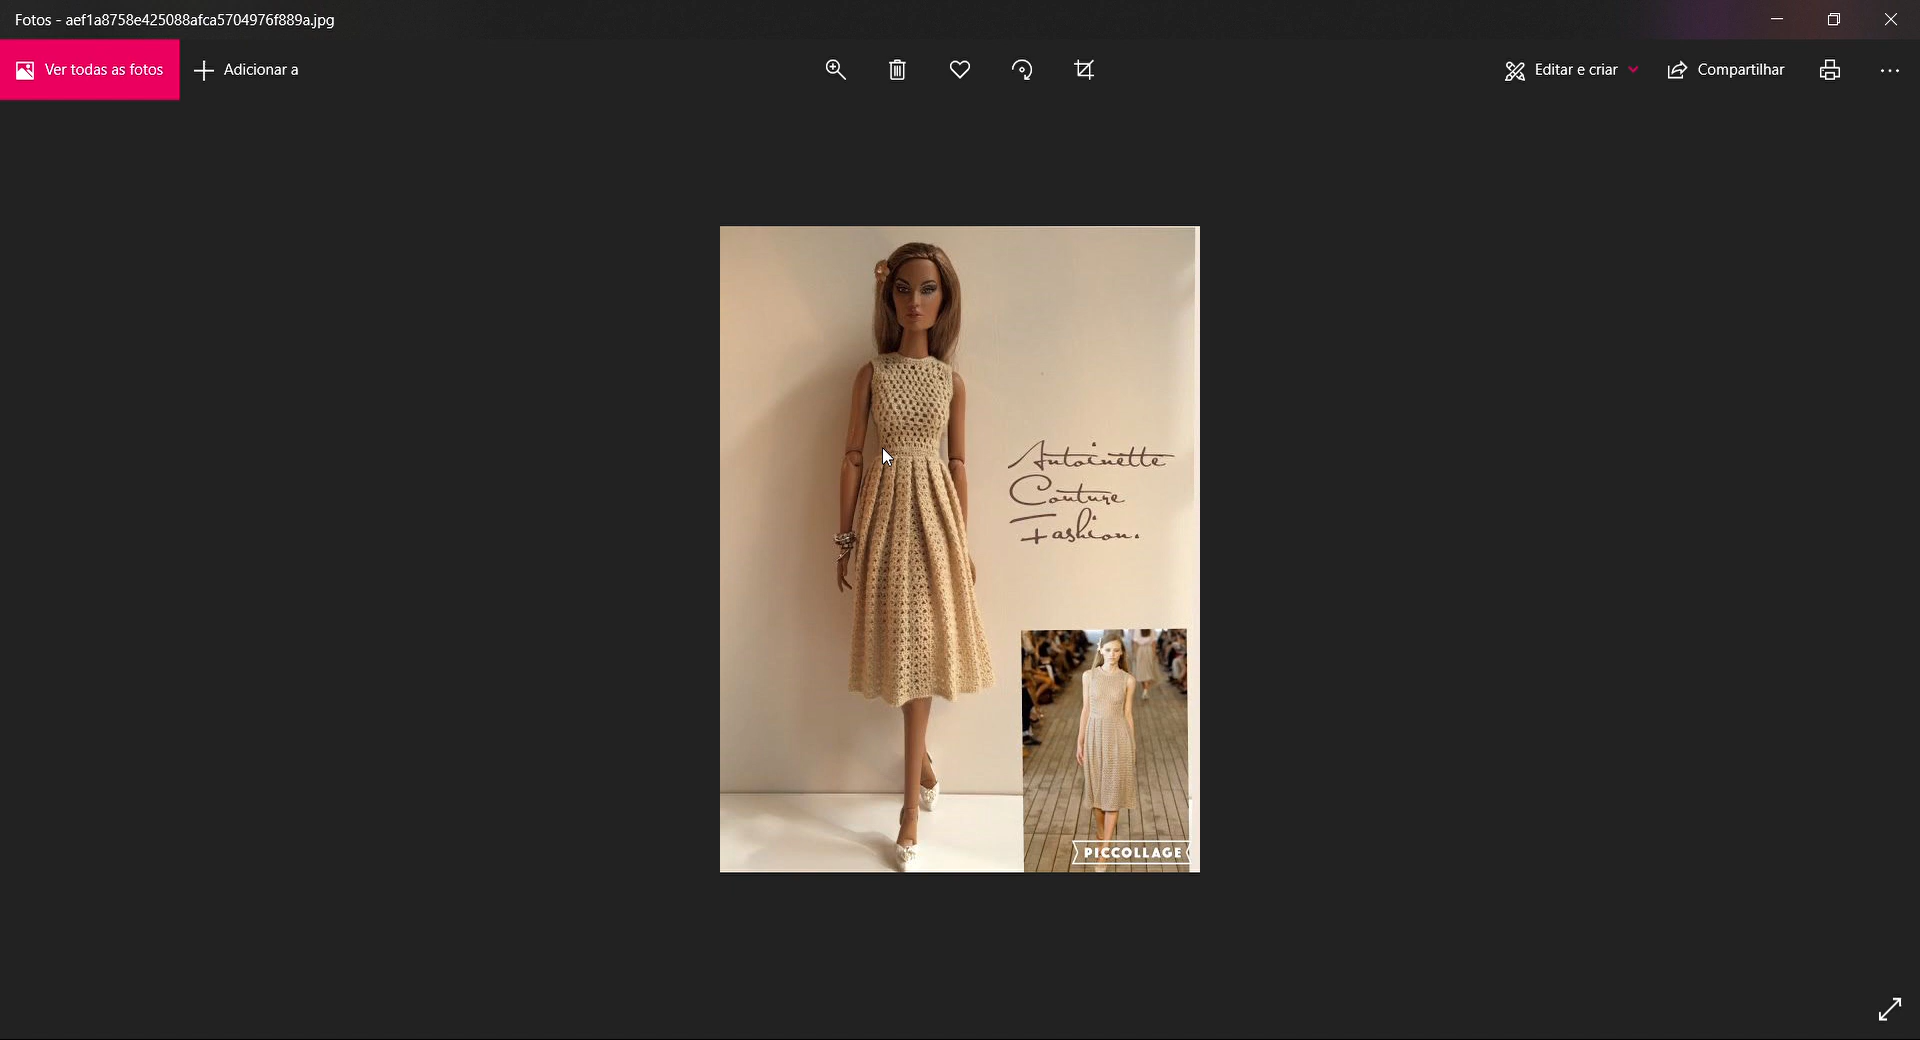 Fotos - aef1a8758e425088afca5704976f889a.jpg
Ver todas as fotos
Adicionar a
Editar e criar
Compartilhar
Antoinette
Couture
Fashion.
PICCOLLAGE